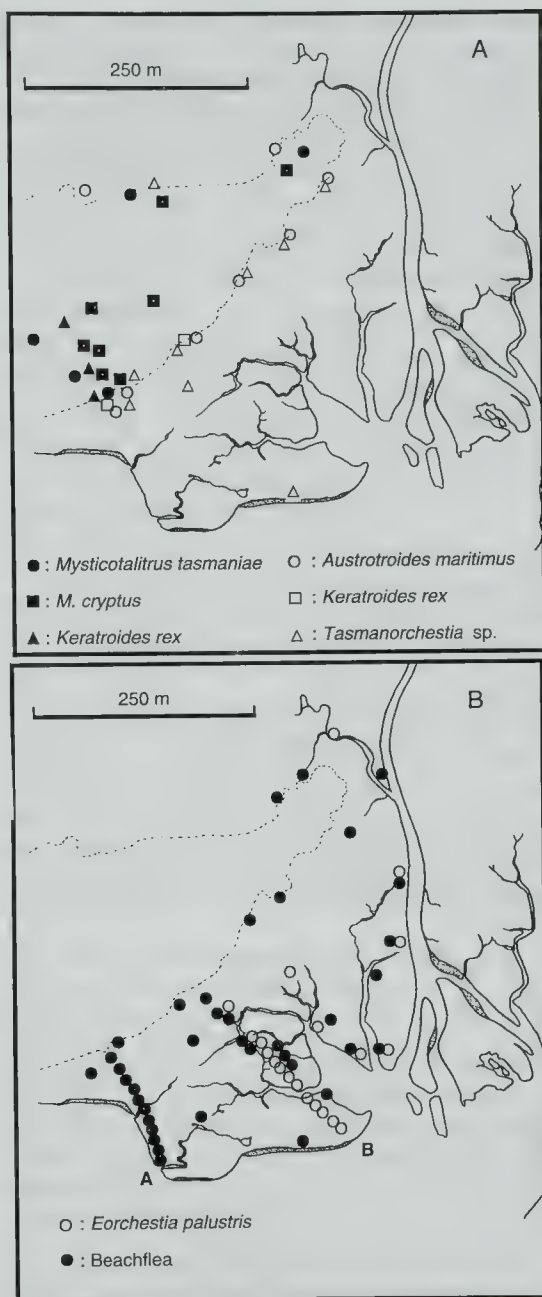 A
250 m
● : Mysticotalitrus tasmaniae ○ : Austrotroides maritimus
■ : M. cryptus □ : Keratroides rex
▲ : Keratroides rex △ : Tasmanorchestia sp.
B
250 m
A
B
○ : Eorchestia palustris
● : Beachflea